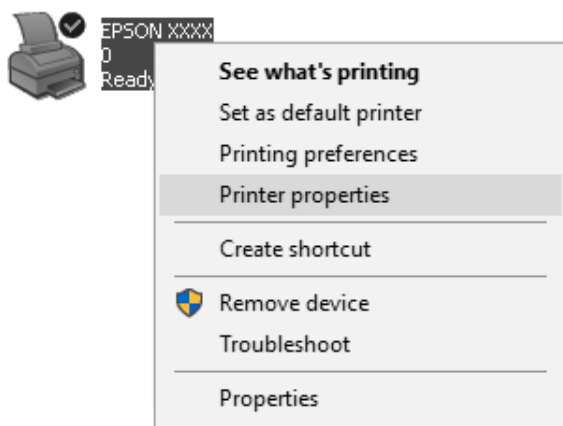 EPSON XXXX
0
Ready
See what's printing
Set as default printer
Printing preferences
Printer properties
Create shortcut
Remove device
Troubleshoot
Properties